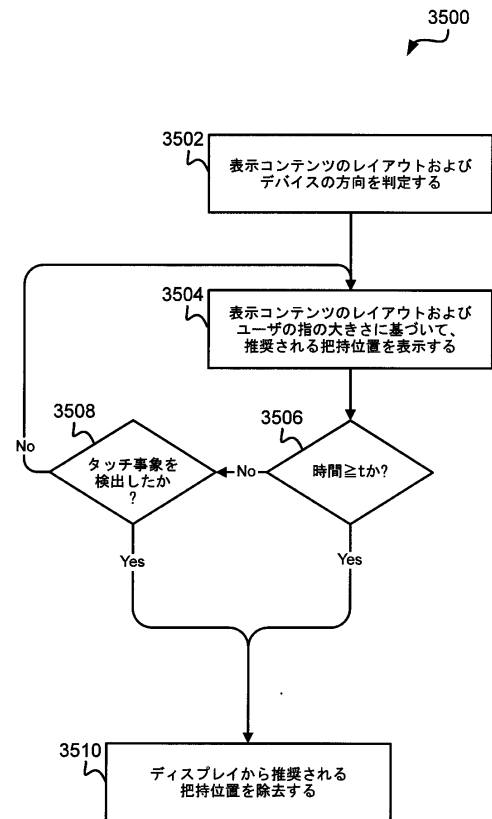 3500
3502
表示コンテンツのレイアウトおよび
デバイスの方向を判定する
3504
表示コンテンツのレイアウトおよび
ユーザの指の大きさに基づいて、
推奨される把持位置を表示する
3508
3506
タッチ事象を
検出したか
?
No
No
時間≧tか?
Yes
Yes
3510
ディスプレイから推奨される
把持位置を除去する